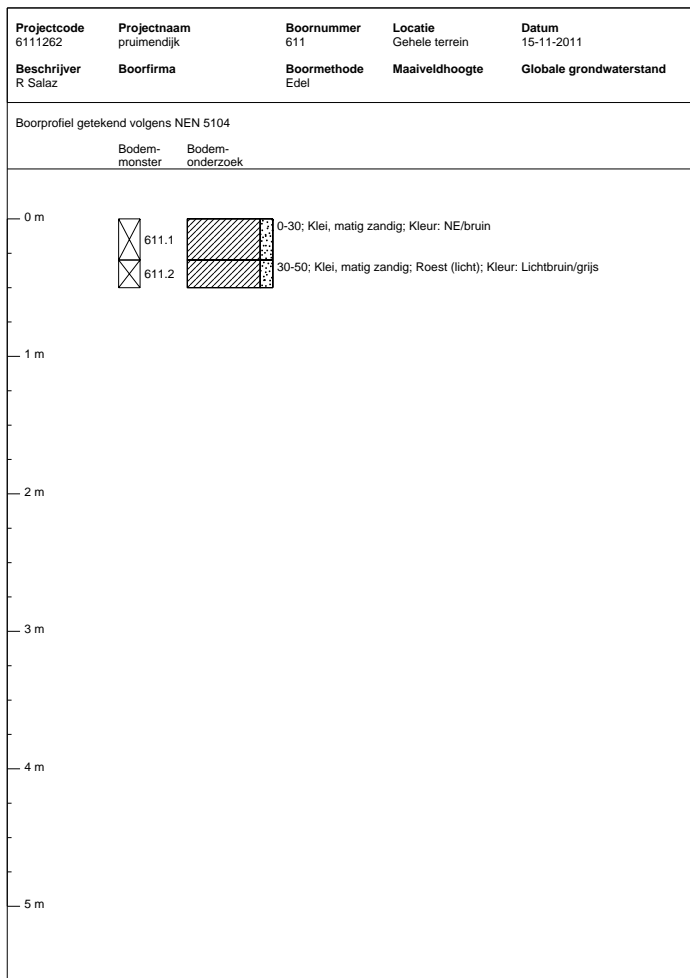 Projectcode Projectnaam Boornummer Locatie Datum
6111262 pruimendijk 611 Gehele terrein 15-11-2011
Beschrijver Boorfirma Boormethode Maaiveldhoogte Globale grondwaterstand
R Salaz Edel
Boorprofiel getekend volgens NEN 5104
Bodem- Bodem-
monster onderzoek
0 m
0-30; Klei, matig zandig; Kleur: NE/bruin
611.1
30-50; Klei, matig zandig; Roest (licht); Kleur: Lichtbruin/grijs
611.2
1 m
2 m
3 m
4 m
5 m